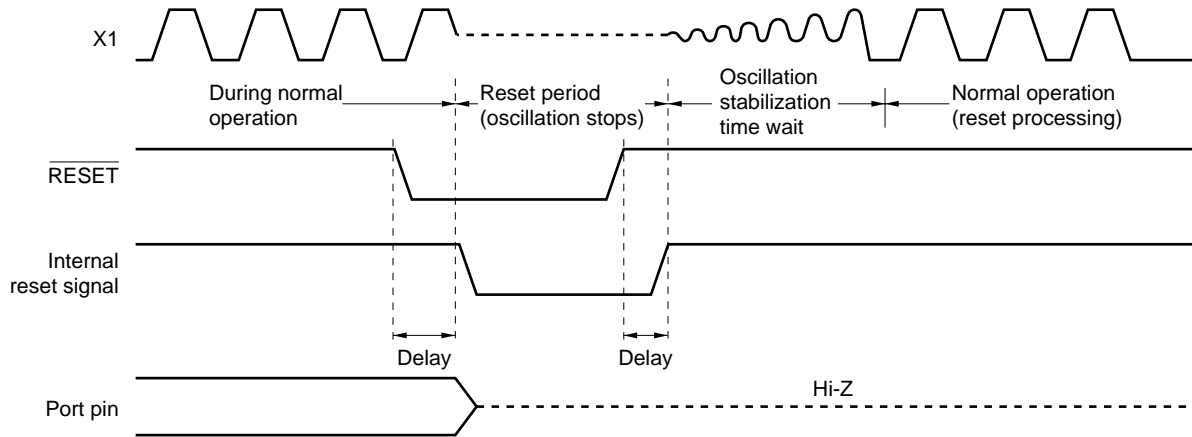 X1
During normal
operation
Reset period
(oscillation stops)
Oscillation
stabilization
time wait
Normal operation
(reset processing)
RESET
Internal
reset signal
Delay
Delay
Port pin
Hi-Z